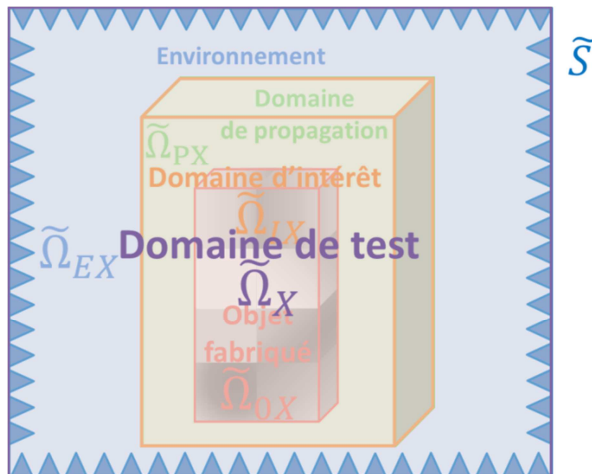 Environnement
S̃
Domaine
de propagation
Ω̃PX
Domaine d'intérêt
Ω̃IX
Ω̃EX
Domaine de test
Ω̃X
Objet
fabriqué
Ω̃0X